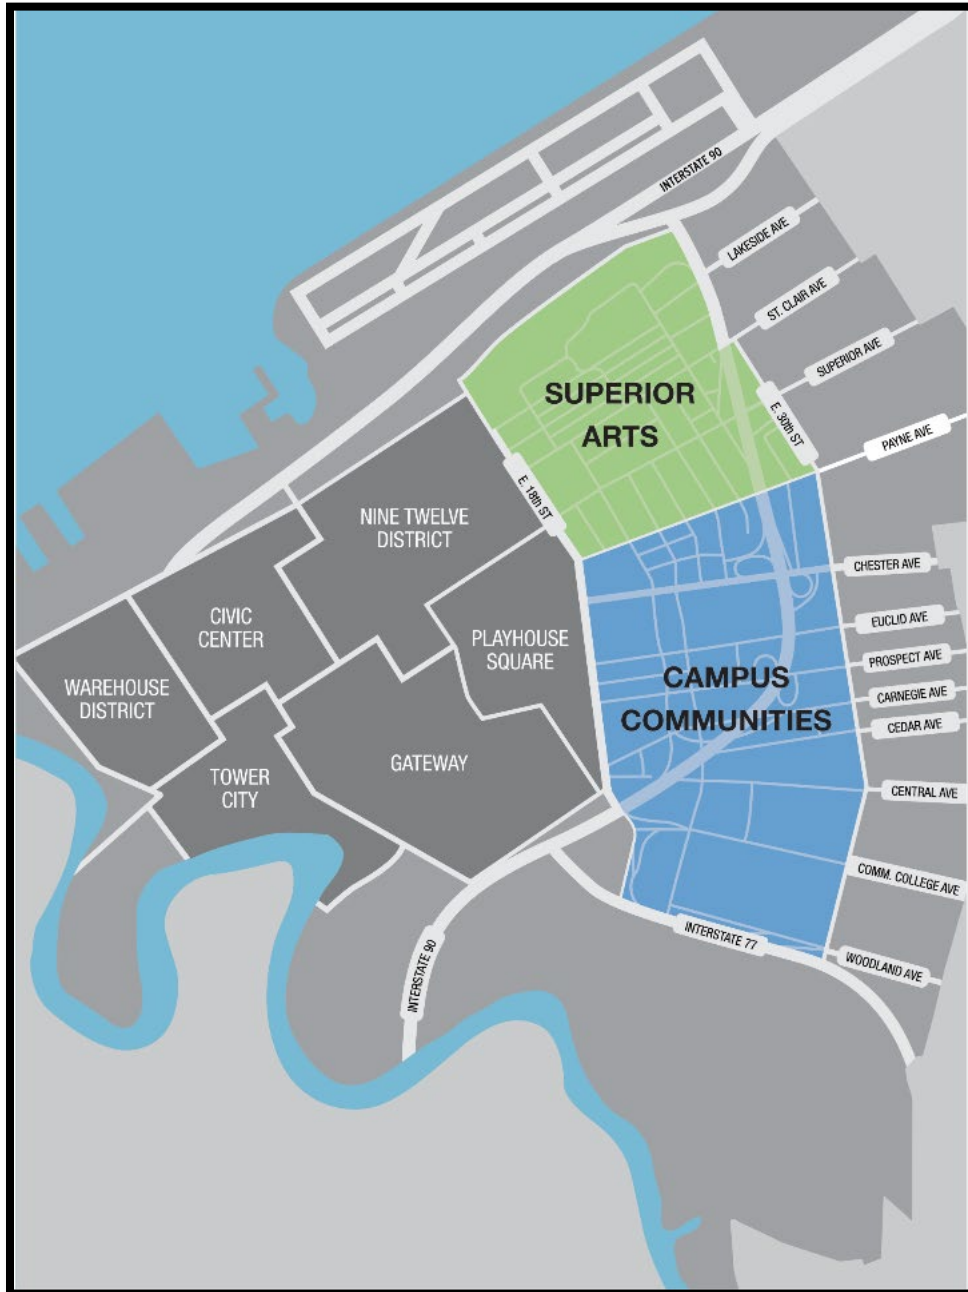 INTERSTATE 90
LAKESIDE AVE
ST. CLAIR AVE
SUPERIOR AVE
SUPERIOR
ARTS
E. 30th ST
PAYNE AVE
E. 18th ST
NINE TWELVE
DISTRICT
CHESTER AVE
CIVIC
CENTER
EUCLID AVE
PLAYHOUSE
SQUARE
PROSPECT AVE
WAREHOUSE
DISTRICT
CAMPUS
COMMUNITIES
CARNEGIE AVE
CEDAR AVE
GATEWAY
TOWER
CITY
CENTRAL AVE
COMM. COLLEGE AVE
INTERSTATE 77
INTERSTATE 90
WOODLAND AVE